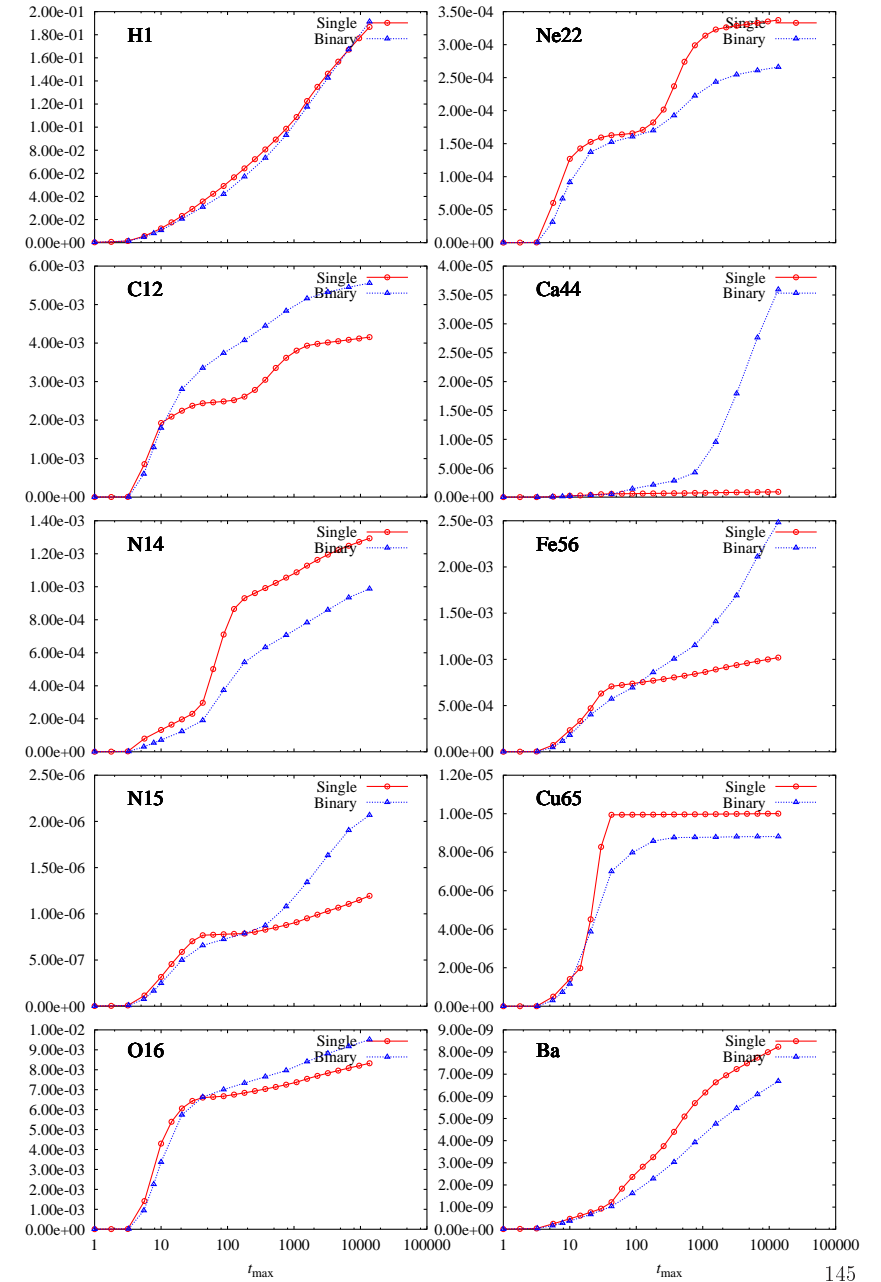 2.00e-01
1.80e-01
1.60e-01
1.40e-01
1.20e-01
1.00e-01
8.00e-02
6.00e-02
4.00e-02
2.00e-02
0.00e+00
H1
Single
Binary
3.50e-04
3.00e-04
2.50e-04
2.00e-04
1.50e-04
1.00e-04
5.00e-05
0.00e+00
Ne22
Single
Binary
6.00e-03
5.00e-03
4.00e-03
3.00e-03
2.00e-03
1.00e-03
0.00e+00
C12
Single
Binary
4.00e-05
3.50e-05
3.00e-05
2.50e-05
2.00e-05
1.50e-05
1.00e-05
5.00e-06
0.00e+00
Ca44
Single
Binary
1.40e-03
1.20e-03
1.00e-03
8.00e-04
6.00e-04
4.00e-04
2.00e-04
0.00e+00
N14
Single
Binary
2.50e-03
2.00e-03
1.50e-03
1.00e-03
5.00e-04
0.00e+00
Fe56
Single
Binary
2.50e-06
2.00e-06
1.50e-06
1.00e-06
5.00e-07
0.00e+00
N15
Single
Binary
1.20e-05
1.00e-05
8.00e-06
6.00e-06
4.00e-06
2.00e-06
0.00e+00
Cu65
Single
Binary
1.00e-02
9.00e-03
8.00e-03
7.00e-03
6.00e-03
5.00e-03
4.00e-03
3.00e-03
2.00e-03
1.00e-03
0.00e+00
O16
Single
Binary
1 10 100 1000 10000 100000
tmax
9.00e-09
8.00e-09
7.00e-09
6.00e-09
5.00e-09
4.00e-09
3.00e-09
2.00e-09
1.00e-09
0.00e+00
Ba
Single
Binary
1 10 100 1000 10000 100000
tmax
145